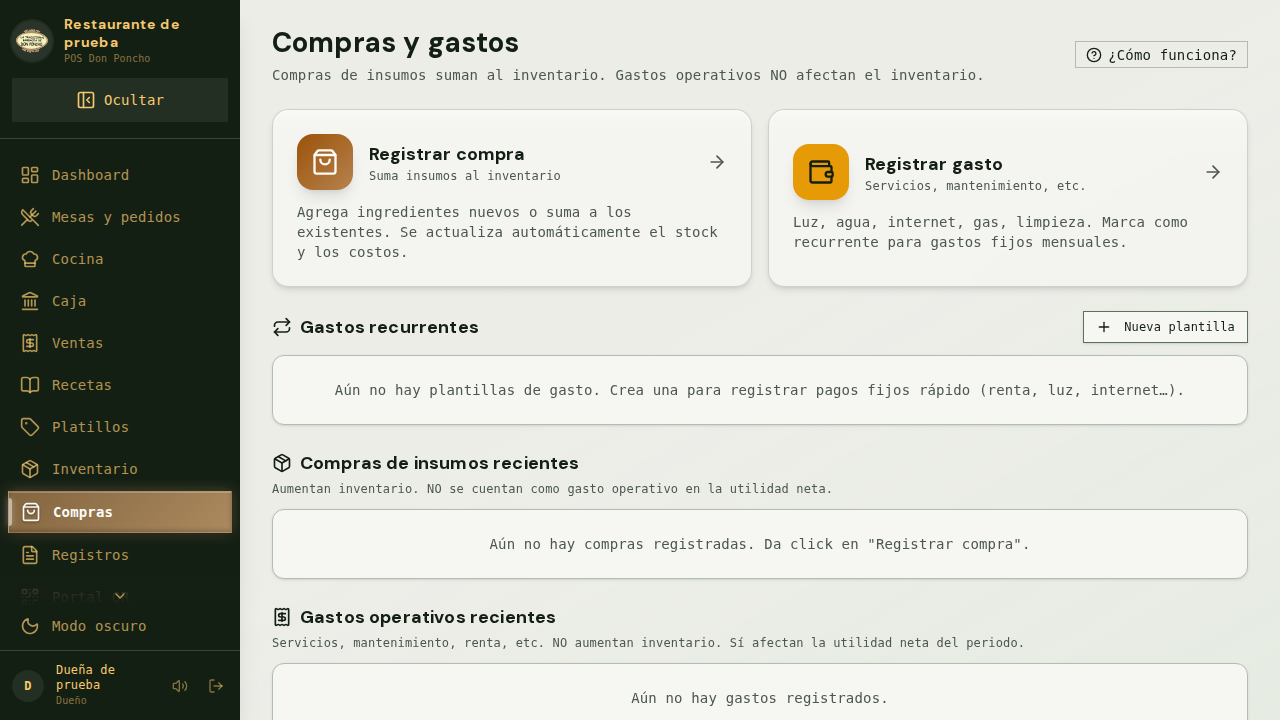 Restaurante de
prueba
POS Don Poncho
Ocultar
Dashboard
Mesas y pedidos
Cocina
Caja
Ventas
Recetas
Platillos
Inventario
Compras
Registros
Portal
Modo oscuro
D
Dueña de
prueba
Dueño
Compras y gastos
Compras de insumos suman al inventario. Gastos operativos NO afectan el inventario.
¿Cómo funciona?
Registrar compra
Suma insumos al inventario
Agrega ingredientes nuevos o suma a los
existentes. Se actualiza automáticamente el stock
y los costos.
Registrar gasto
Servicios, mantenimiento, etc.
Luz, agua, internet, gas, limpieza. Marca como
recurrente para gastos fijos mensuales.
Gastos recurrentes
Nueva plantilla
Aún no hay plantillas de gasto. Crea una para registrar pagos fijos rápido (renta, luz, internet…).
Compras de insumos recientes
Aumentan inventario. NO se cuentan como gasto operativo en la utilidad neta.
Aún no hay compras registradas. Da click en "Registrar compra".
Gastos operativos recientes
Servicios, mantenimiento, renta, etc. NO aumentan inventario. Sí afectan la utilidad neta del periodo.
Aún no hay gastos registrados.